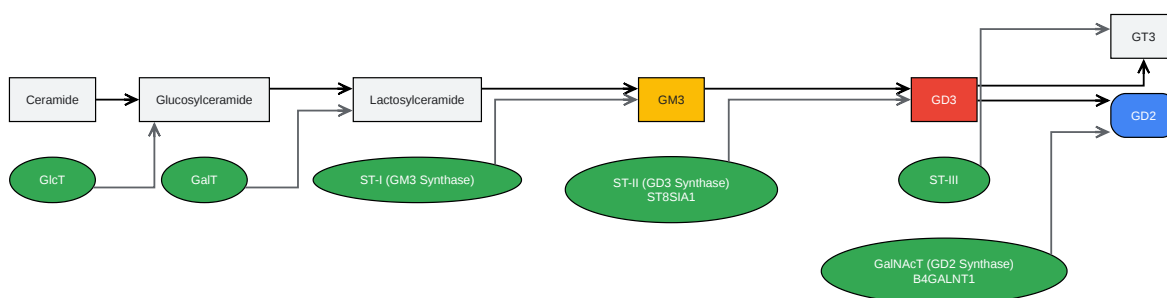 GT3
Ceramide
Glucosylceramide
Lactosylceramide
GM3
GD3
GD2
GlcT
GalT
ST-I (GM3 Synthase)
ST-II (GD3 Synthase)
ST8SIA1
ST-III
GalNAcT (GD2 Synthase)
B4GALNT1